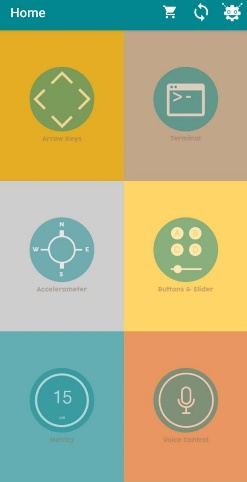 Home
Arrow Keys
Terminal
N
W E
S
Accelerometer
A B
C D
Buttons & Slider
15
Metrics
Voice Control